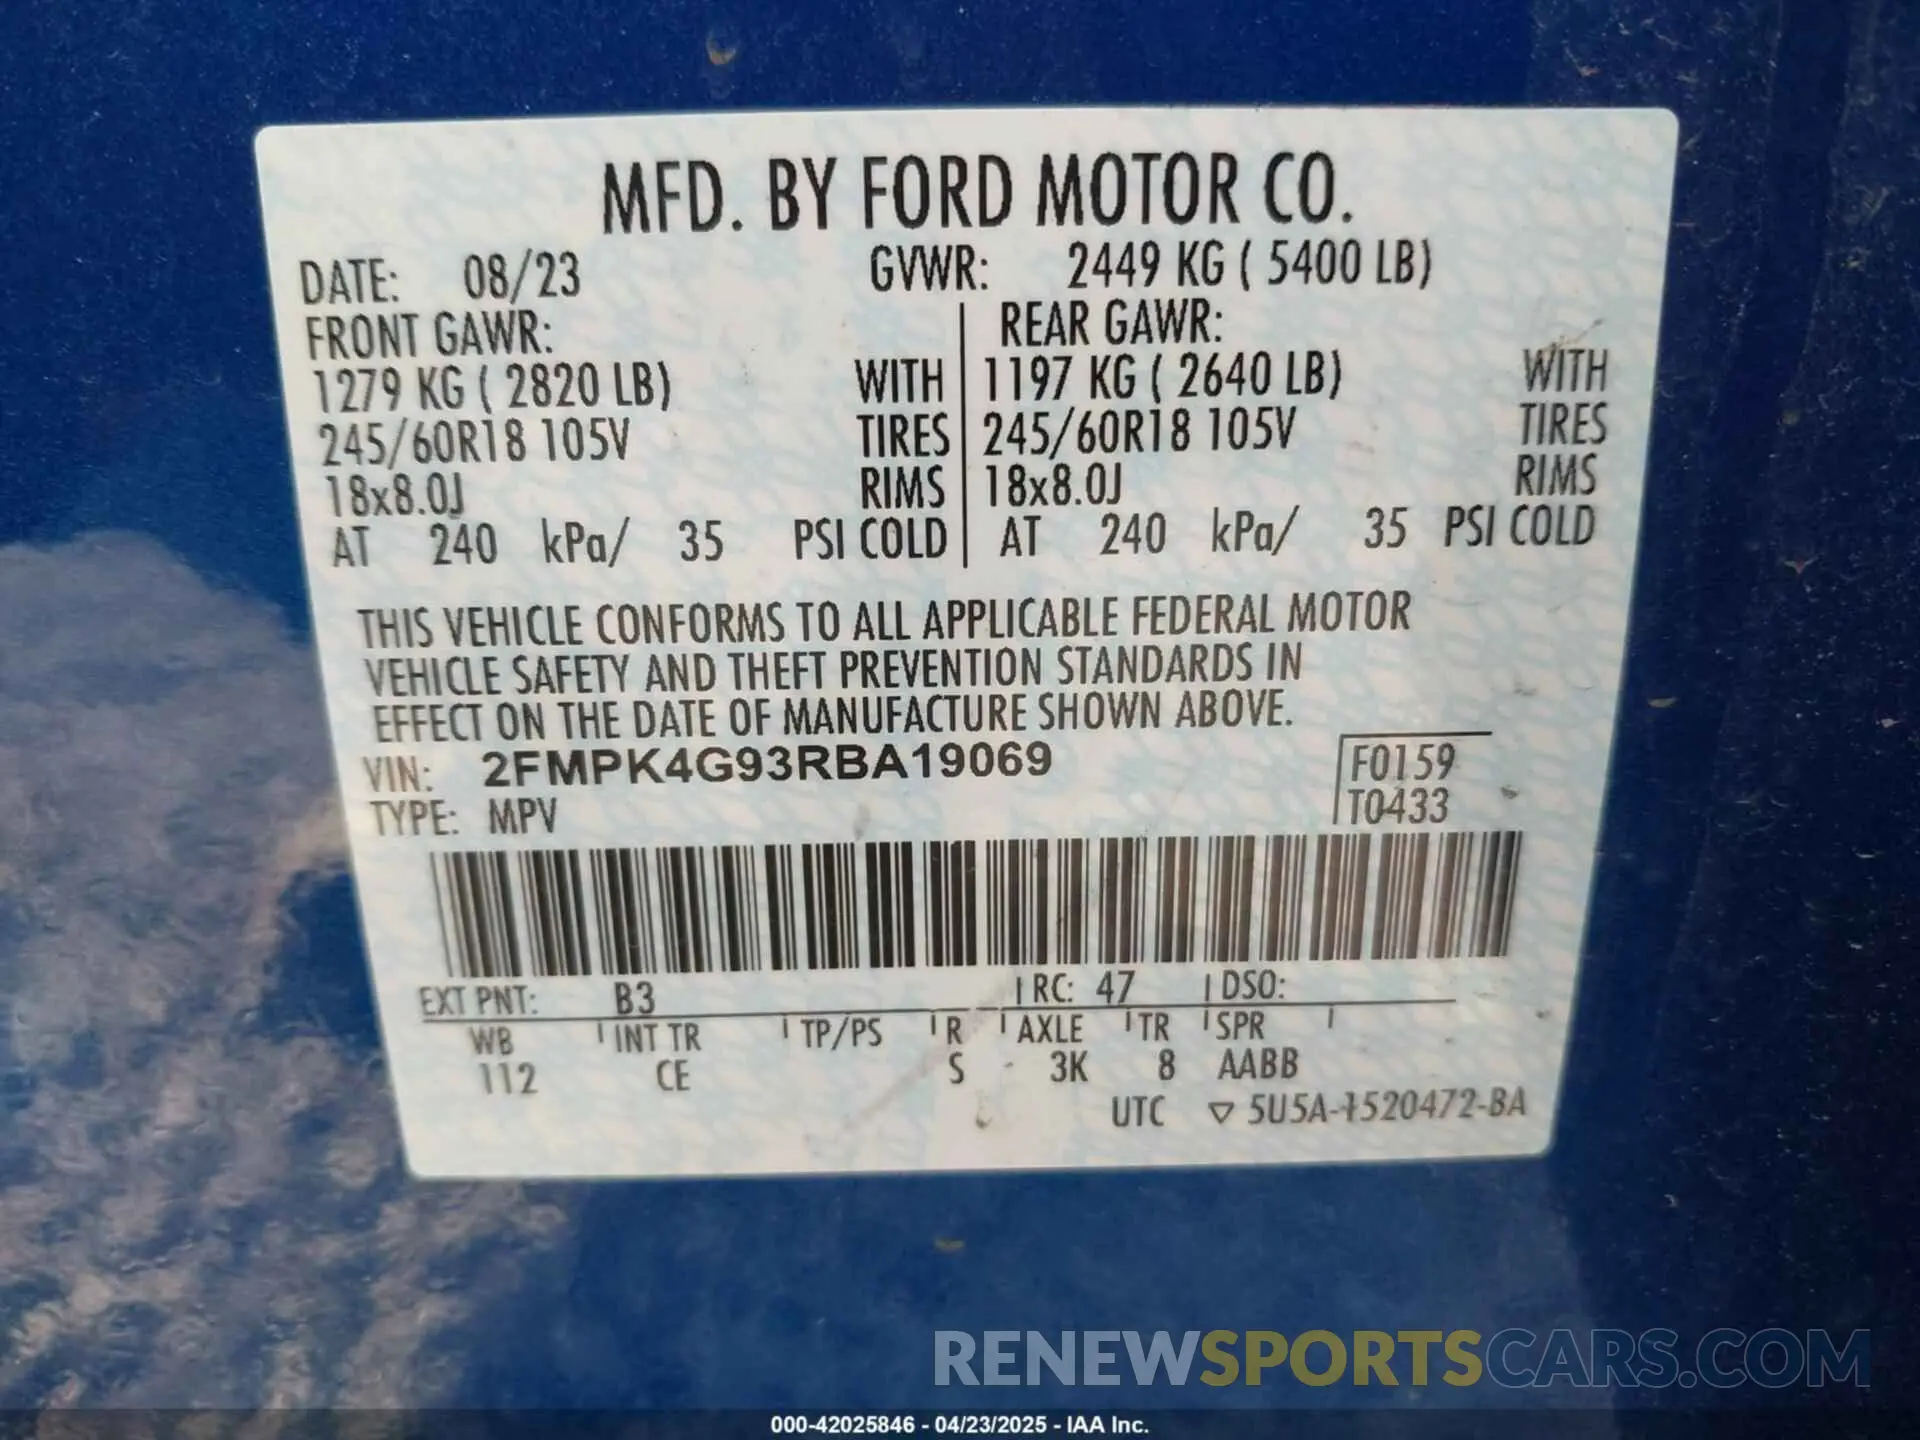 MFD. BY FORD MOTOR CO.
DATE: 08/23 GVWR: 2449 KG ( 5400 LB)
FRONT GAWR: REAR GAWR:
1279 KG ( 2820 LB) WITH 1197 KG ( 2640 LB) WITH
245/60R18 105V TIRES 245/60R18 105V TIRES
18x8.0J RIMS 18x8.0J RIMS
AT 240 kPa/ 35 PSI COLD AT 240 kPa/ 35 PSI COLD
THIS VEHICLE CONFORMS TO ALL APPLICABLE FEDERAL MOTOR
VEHICLE SAFETY AND THEFT PREVENTION STANDARDS IN
EFFECT ON THE DATE OF MANUFACTURE SHOWN ABOVE.
VIN: 2FMPK4G93RBA19069 F0159
TYPE: MPV T0433
EXT PNT: B3 RC: 47 DSO:
WB INT TR TP/PS R AXLE TR SPR
112 CE S 3K 8 AABB
UTC ▽ 5U5A-1520472-BA
RENEWSPORTSCARS.COM
000-42025846 - 04/23/2025 - IAA Inc.